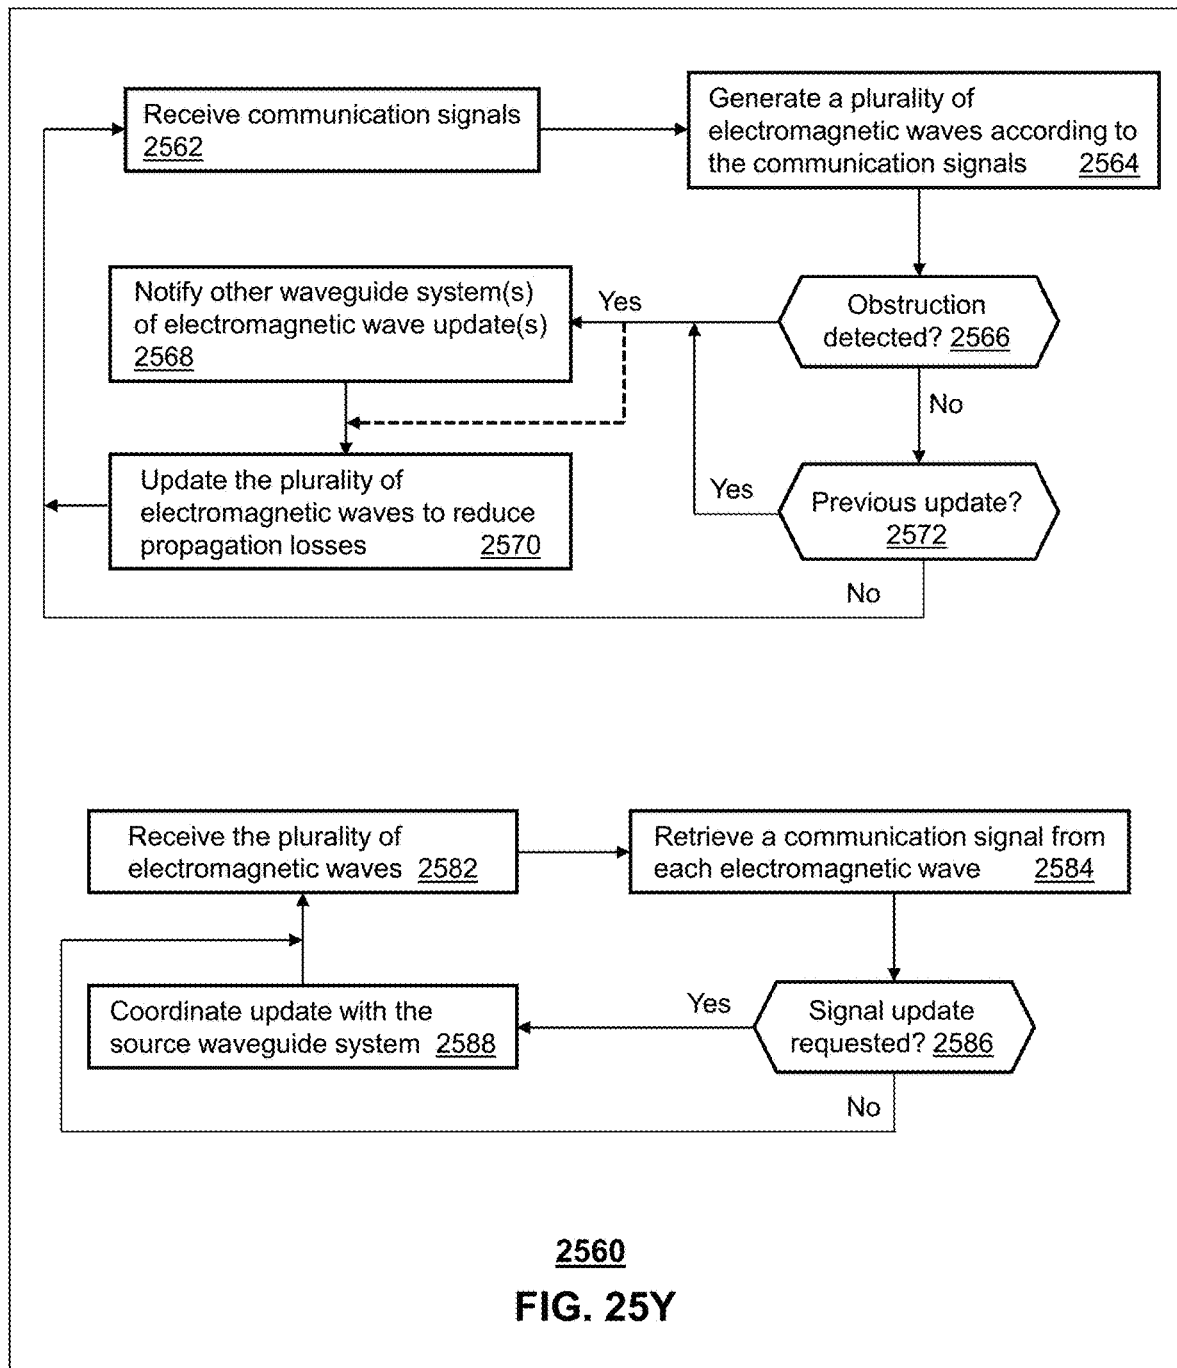 Receive communication signals
2562
Generate a plurality of
electromagnetic waves according to
the communication signals 2564
Notify other waveguide system(s)
of electromagnetic wave update(s)
2568
Yes
Obstruction
detected? 2566
No
Update the plurality of
electromagnetic waves to reduce
propagation losses 2570
Yes
Previous update?
2572
No
Receive the plurality of
electromagnetic waves 2582
Retrieve a communication signal from
each electromagnetic wave 2584
Coordinate update with the
source waveguide system 2588
Yes
Signal update
requested? 2586
No
2560
FIG. 25Y